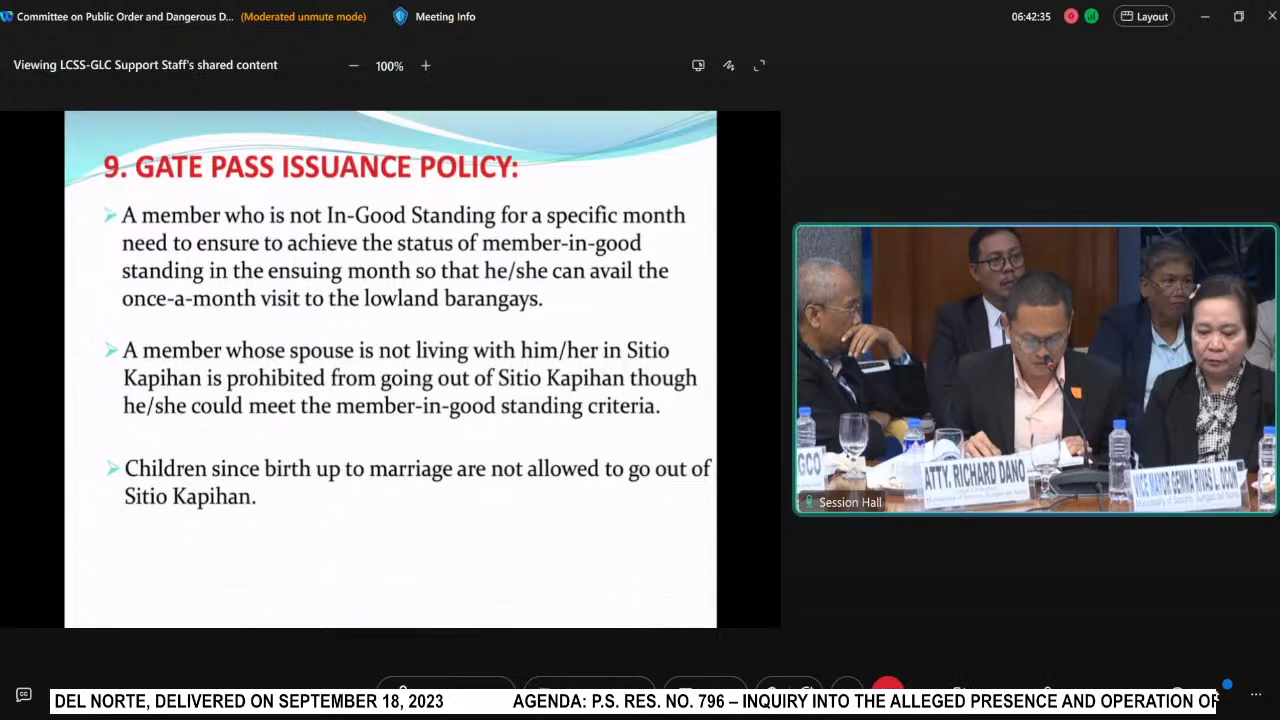 Committee on Public Order and Dangerous D...
(Moderated unmute mode)
Meeting Info
06:42:35
Layout
Viewing LCSS-GLC Support Staff's shared content
100%
9. GATE PASS ISSUANCE POLICY:
A member who is not In-Good Standing for a specific month
need to ensure to achieve the status of member-in-good
standing in the ensuing month so that he/she can avail the
once-a-month visit to the lowland barangays.
A member whose spouse is not living with him/her in Sitio
Kapihan is prohibited from going out of Sitio Kapihan though
he/she could meet the member-in-good standing criteria.
Children since birth up to marriage are not allowed to go out of
Sitio Kapihan.
GCO
ATTY. RICHARD DANO
VICE MAYOR GEMMA RIVAS L. OCON
Session Hall
CC
DEL NORTE, DELIVERED ON SEPTEMBER 18, 2023
AGENDA: P.S. RES. NO. 796 – INQUIRY INTO THE ALLEGED PRESENCE AND OPERATION OF